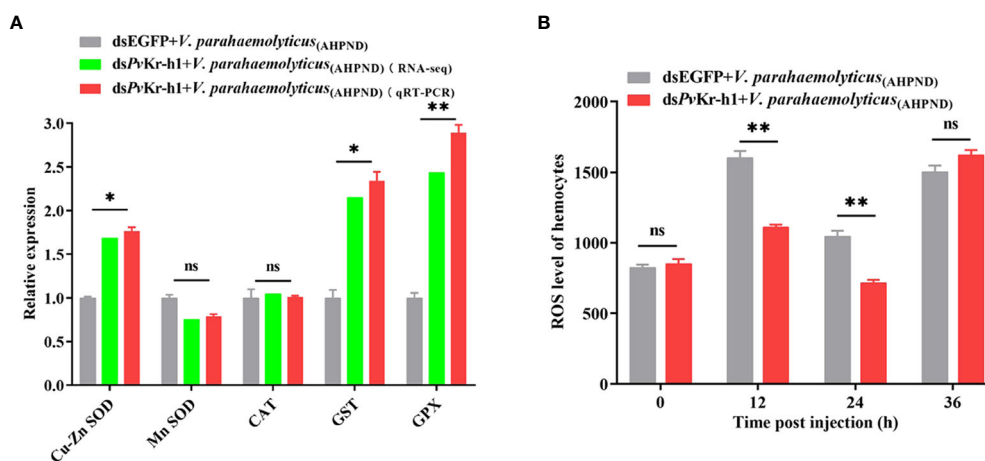 A
dsEGFP+V. parahaemolyticus(AHPND)
dsPvKr-h1+V. parahaemolyticus(AHPND) ( RNA-seq)
dsPvKr-h1+V. parahaemolyticus(AHPND) ( qRT-PCR)
Relative expression
3.0
2.5
2.0
1.5
1.0
0.5
0.0
*
ns
ns
*
**
Cu-Zn SOD
Mn SOD
CAT
GST
GPX
B
dsEGFP+V. parahaemolyticus(AHPND)
dsPvKr-h1+V. parahaemolyticus(AHPND)
ROS level of hemocytes
2000
1500
1000
500
0
ns
**
**
ns
0
12
24
36
Time post injection (h)